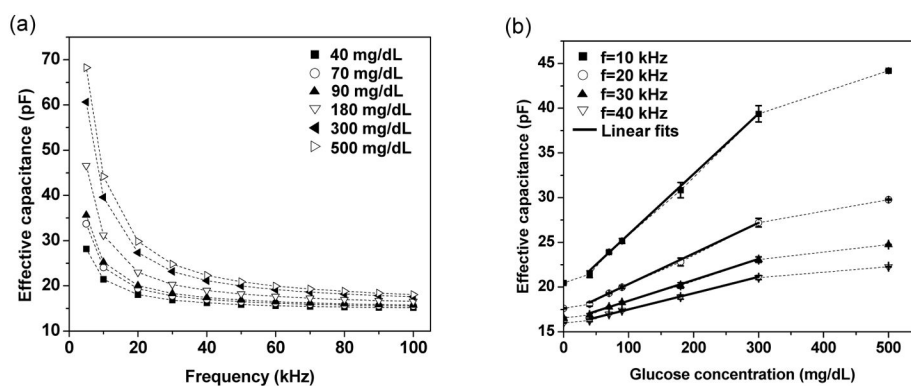 (a)
70
60
50
40
30
20
10
Effective capacitance (pF)
40 mg/dL
70 mg/dL
90 mg/dL
180 mg/dL
300 mg/dL
500 mg/dL
0 20 40 60 80 100
Frequency (kHz)
(b)
45
40
35
30
25
20
15
Effective capacitance (pF)
f=10 kHz
f=20 kHz
f=30 kHz
f=40 kHz
Linear fits
0 100 200 300 400 500
Glucose concentration (mg/dL)